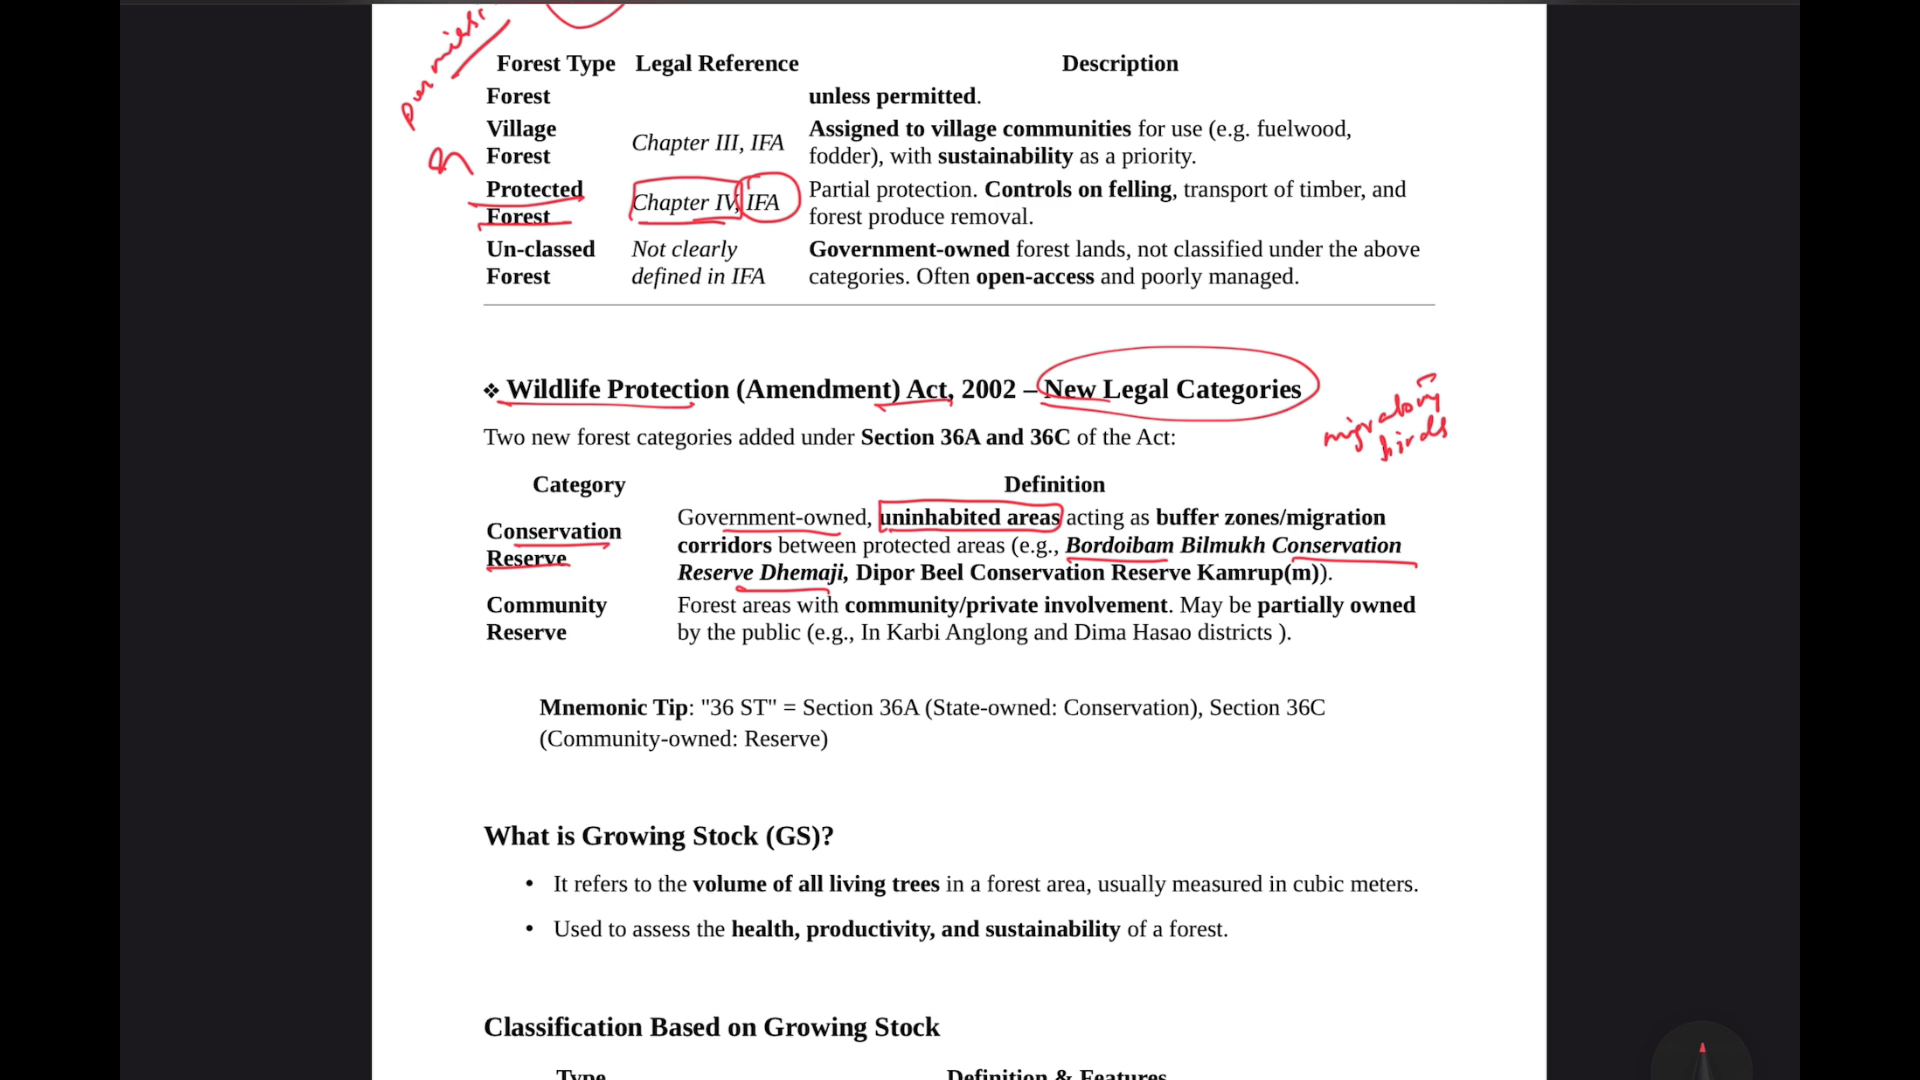 permissi
Forest Type Legal Reference Description
Forest unless permitted.
Village Forest Chapter III, IFA Assigned to village communities for use (e.g. fuelwood,
fodder), with sustainability as a priority.
Protected Forest Chapter IV, IFA Partial protection. Controls on felling, transport of timber, and
forest produce removal.
Un-classed Forest Not clearly defined in IFA Government-owned forest lands, not classified under the above
categories. Often open-access and poorly managed.
❖ Wildlife Protection (Amendment) Act, 2002 – New Legal Categories
migratory
birds
Two new forest categories added under Section 36A and 36C of the Act:
Category Definition
Conservation Reserve Government-owned, uninhabited areas acting as buffer zones/migration
corridors between protected areas (e.g., Bordoibam Bilmukh Conservation
Reserve Dhemaji, Dipor Beel Conservation Reserve Kamrup(m)).
Community Reserve Forest areas with community/private involvement. May be partially owned
by the public (e.g., In Karbi Anglong and Dima Hasao districts ).
Mnemonic Tip: "36 ST" = Section 36A (State-owned: Conservation), Section 36C
(Community-owned: Reserve)
What is Growing Stock (GS)?
• It refers to the volume of all living trees in a forest area, usually measured in cubic meters.
• Used to assess the health, productivity, and sustainability of a forest.
Classification Based on Growing Stock
Type Definition & Features